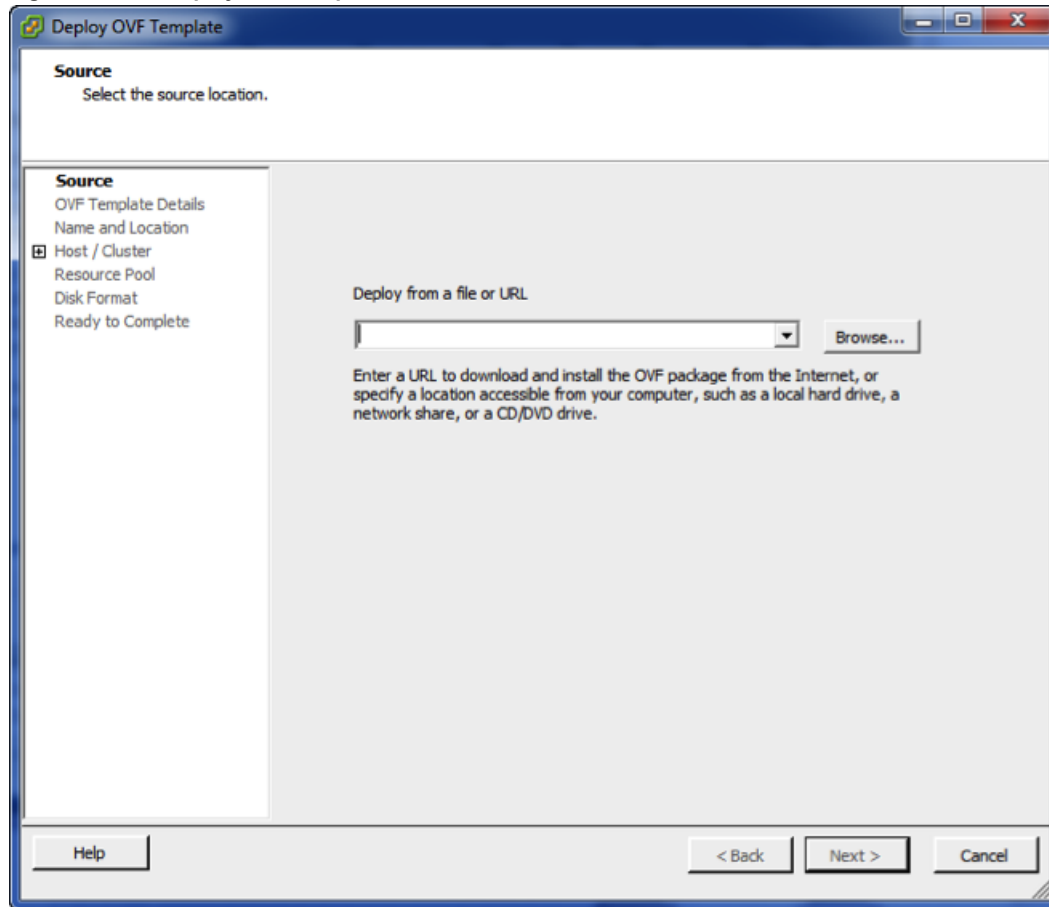 Deploy OVF Template
Source
Select the source location.
Source
OVF Template Details
Name and Location
Host / Cluster
Resource Pool
Disk Format
Ready to Complete
Deploy from a file or URL
Browse...
Enter a URL to download and install the OVF package from the Internet, or
specify a location accessible from your computer, such as a local hard drive, a
network share, or a CD/DVD drive.
Help
< Back
Next >
Cancel